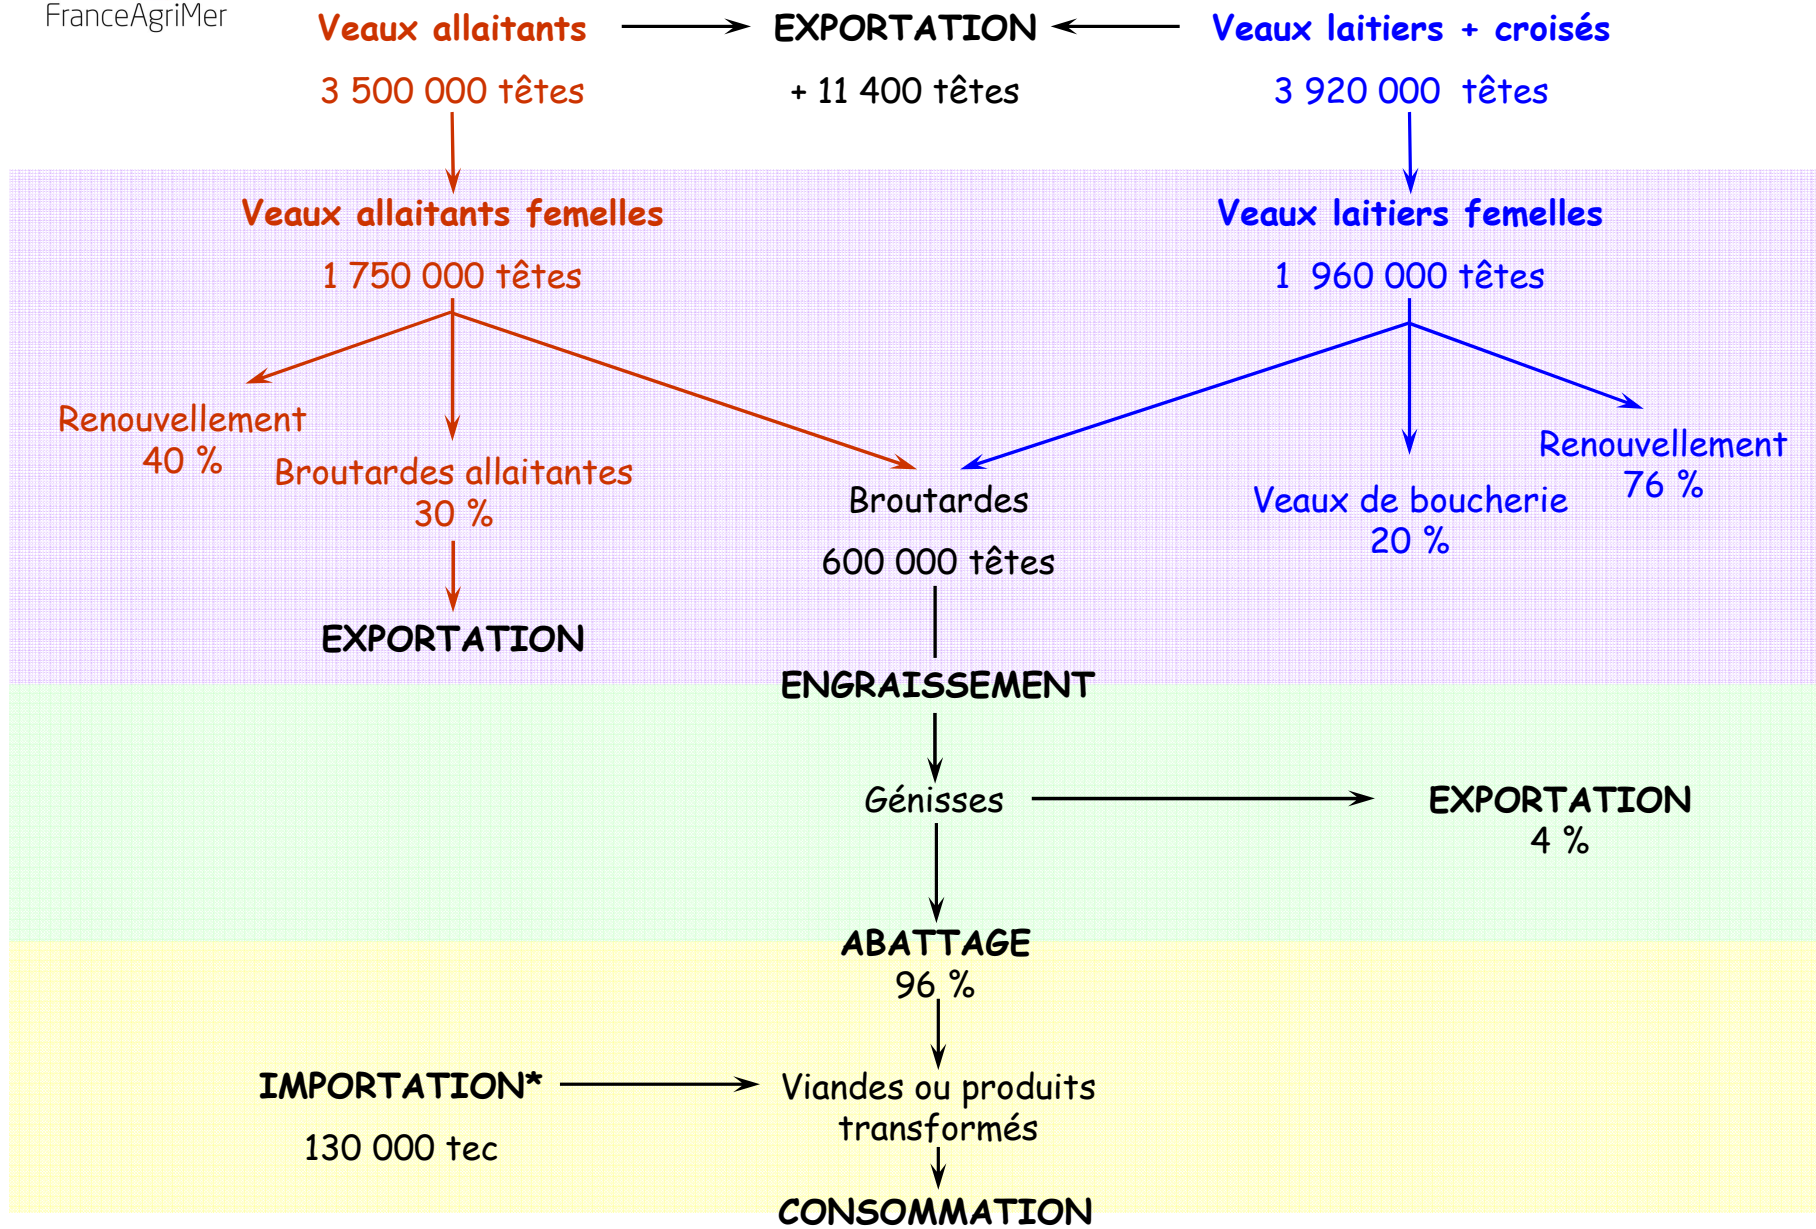 FranceAgriMer
Veaux allaitants
EXPORTATION
Veaux laitiers + croisés
3 500 000 têtes
+ 11 400 têtes
3 920 000 têtes
Veaux allaitants femelles
Veaux laitiers femelles
1 750 000 têtes
1 960 000 têtes
Renouvellement
40 %
Broutardes allaitantes
30 %
Broutardes
600 000 têtes
Veaux de boucherie
20 %
Renouvellement
76 %
EXPORTATION
ENGRAISSEMENT
Génisses
EXPORTATION
4 %
ABATTAGE
96 %
IMPORTATION*
130 000 tec
Viandes ou produits
transformés
CONSOMMATION